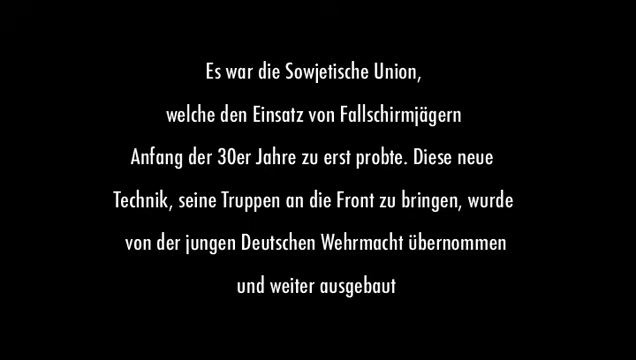 Es war die Sowjetische Union,
welche den Einsatz von Fallschirmjägern
Anfang der 30er Jahre zu erst probte. Diese neue
Technik, seine Truppen an die Front zu bringen, wurde
von der jungen Deutschen Wehrmacht übernommen
und weiter ausgebaut